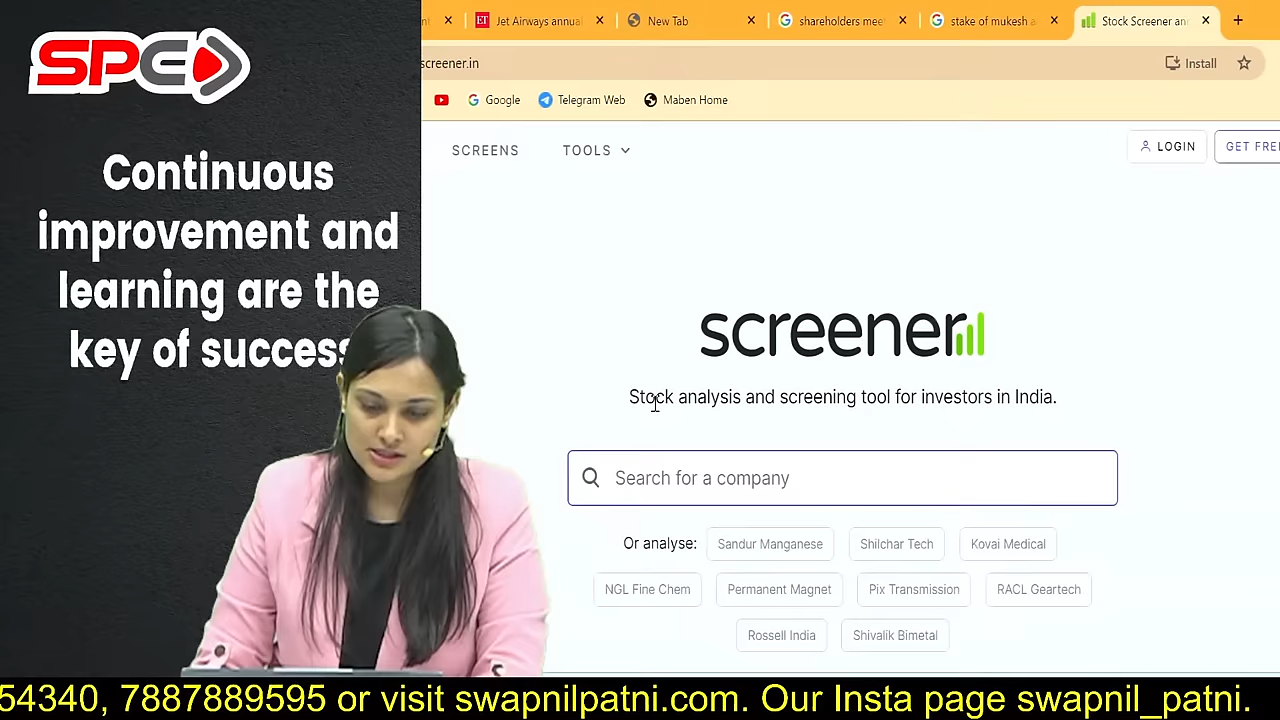 SPC
Continuous
improvement and
learning are the
key of success
Jet Airways annua
New Tab
shareholders mee
stake of mukesh a
Stock Screener an
screener.in
Install
Google
Telegram Web
Maben Home
SCREENS
TOOLS
LOGIN
GET FREE
screener
Stock analysis and screening tool for investors in India.
Search for a company
Or analyse:
Sandur Manganese
Shilchar Tech
Kovai Medical
NGL Fine Chem
Permanent Magnet
Pix Transmission
RACL Geartech
Rossell India
Shivalik Bimetal
54340, 7887889595 or visit swapnilpatni.com. Our Insta page swapnil_patni.